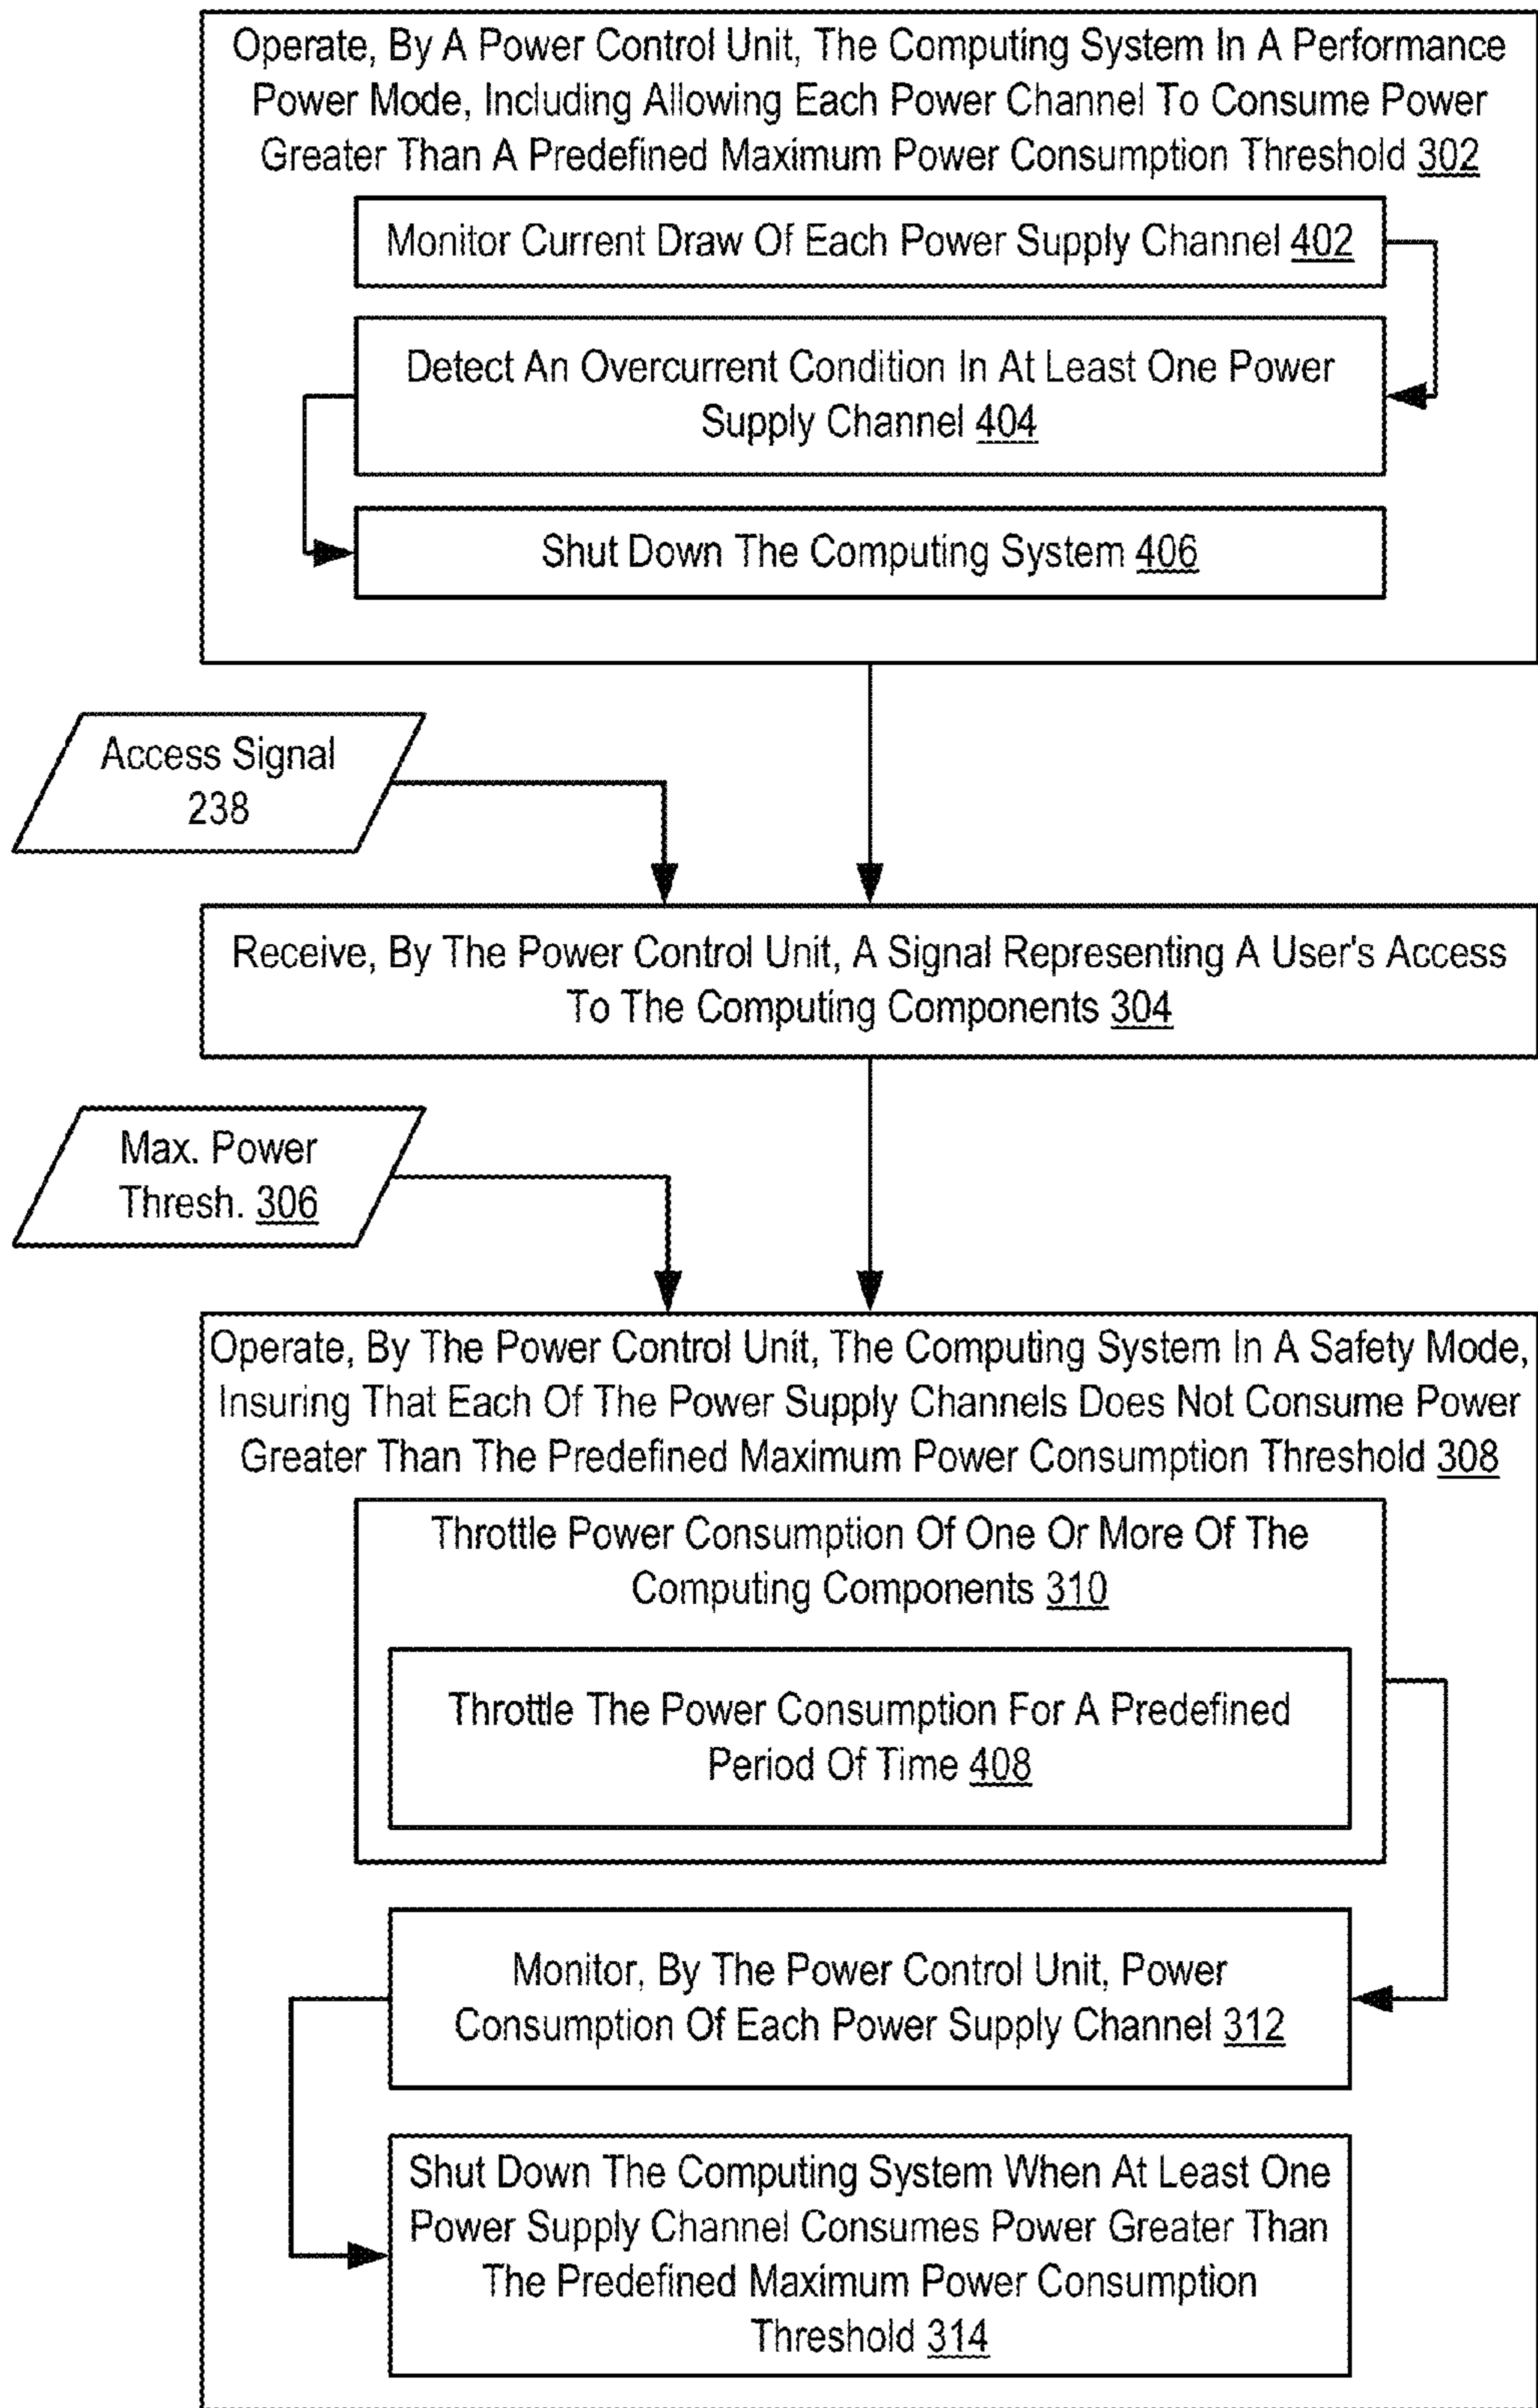 Operate, By A Power Control Unit, The Computing System In A Performance
Power Mode, Including Allowing Each Power Channel To Consume Power
Greater Than A Predefined Maximum Power Consumption Threshold 302
Monitor Current Draw Of Each Power Supply Channel 402
Detect An Overcurrent Condition In At Least One Power
Supply Channel 404
Shut Down The Computing System 406
Access Signal
238
Receive, By The Power Control Unit, A Signal Representing A User's Access
To The Computing Components 304
Max. Power
Thresh. 306
Operate, By The Power Control Unit, The Computing System In A Safety Mode,
Insuring That Each Of The Power Supply Channels Does Not Consume Power
Greater Than The Predefined Maximum Power Consumption Threshold 308
Throttle Power Consumption Of One Or More Of The
Computing Components 310
Throttle The Power Consumption For A Predefined
Period Of Time 408
Monitor, By The Power Control Unit, Power
Consumption Of Each Power Supply Channel 312
Shut Down The Computing System When At Least One
Power Supply Channel Consumes Power Greater Than
The Predefined Maximum Power Consumption
Threshold 314